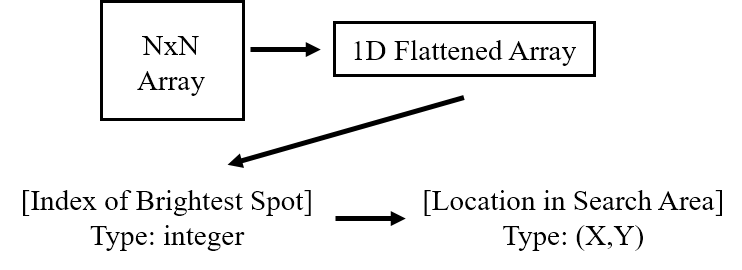 NxN
Array
1D Flattened Array
[Index of Brightest Spot]
Type: integer
[Location in Search Area]
Type: (X,Y)